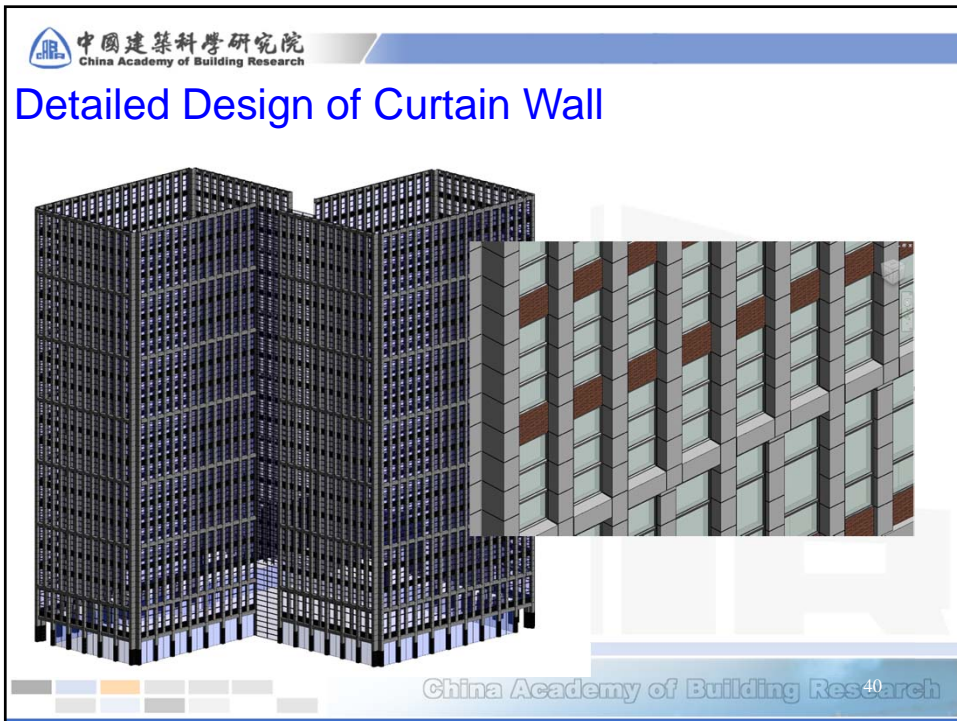 中國建築科學研究院
China Academy of Building Research
Detailed Design of Curtain Wall
China Academy of Building Research
40